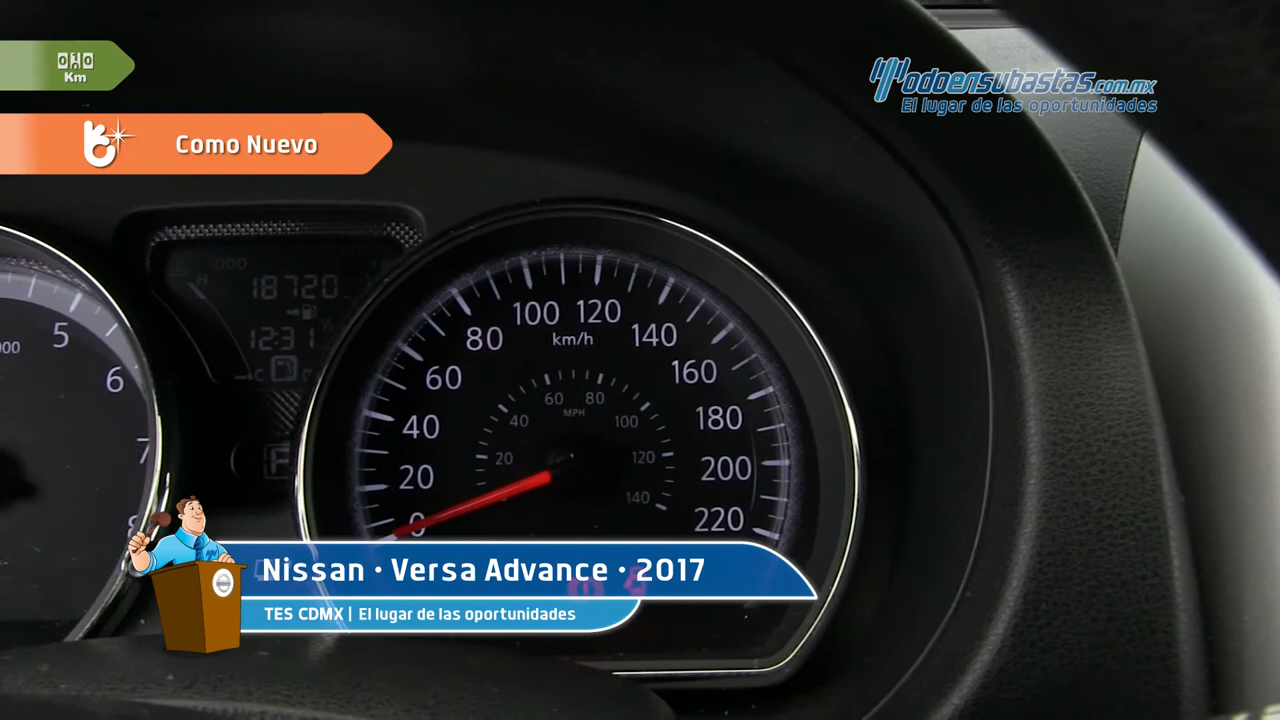 Km
Como Nuevo
Todoensubastas.com.mx
El lugar de las oportunidades
ODO
18720
12:31
5
6
7
8
000
0
20
40
60
80
100
120
140
160
180
200
220
km/h
20
40
60
80
100
120
140
MPH
Nissan • Versa Advance • 2017
TES CDMX | El lugar de las oportunidades